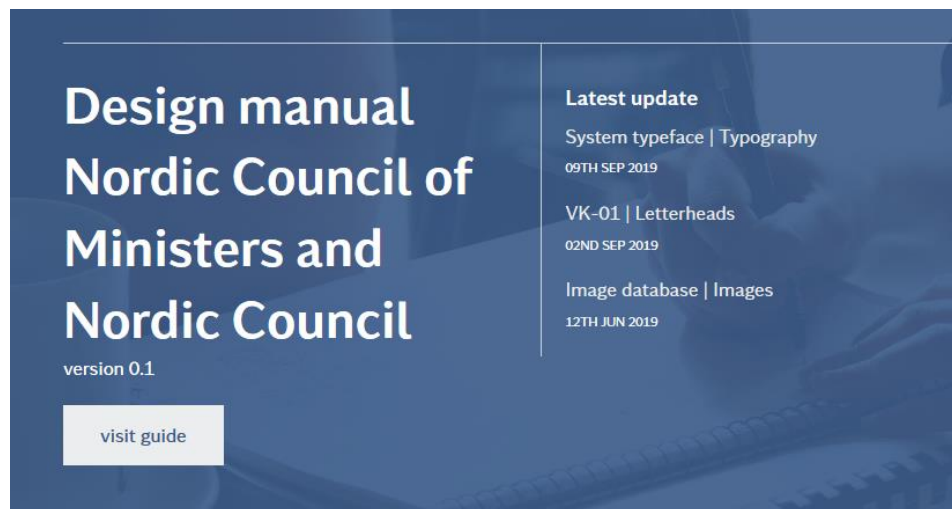 Design manual
Nordic Council of
Ministers and
Nordic Council
version 0.1
visit guide
Latest update
System typeface | Typography
09TH SEP 2019
VK-01 | Letterheads
02ND SEP 2019
Image database | Images
12TH JUN 2019